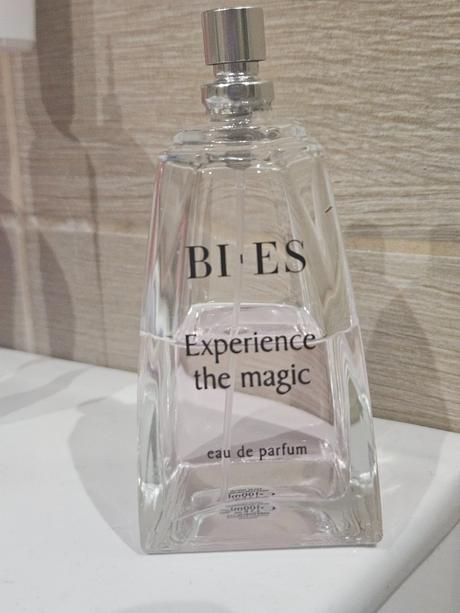 BI·ES
Experience
the magic
eau de parfum